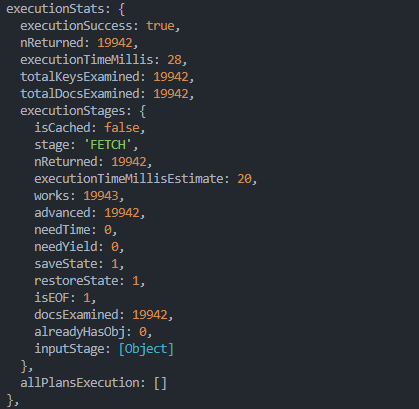 executionStats: {
executionSuccess: true,
nReturned: 19942,
executionTimeMillis: 28,
totalKeysExamined: 19942,
totalDocsExamined: 19942,
executionStages: {
isCached: false,
stage: 'FETCH',
nReturned: 19942,
executionTimeMillisEstimate: 20,
works: 19943,
advanced: 19942,
needTime: 0,
needYield: 0,
saveState: 1,
restoreState: 1,
isEOF: 1,
docsExamined: 19942,
alreadyHasObj: 0,
inputStage: [Object]
},
allPlansExecution: []
},